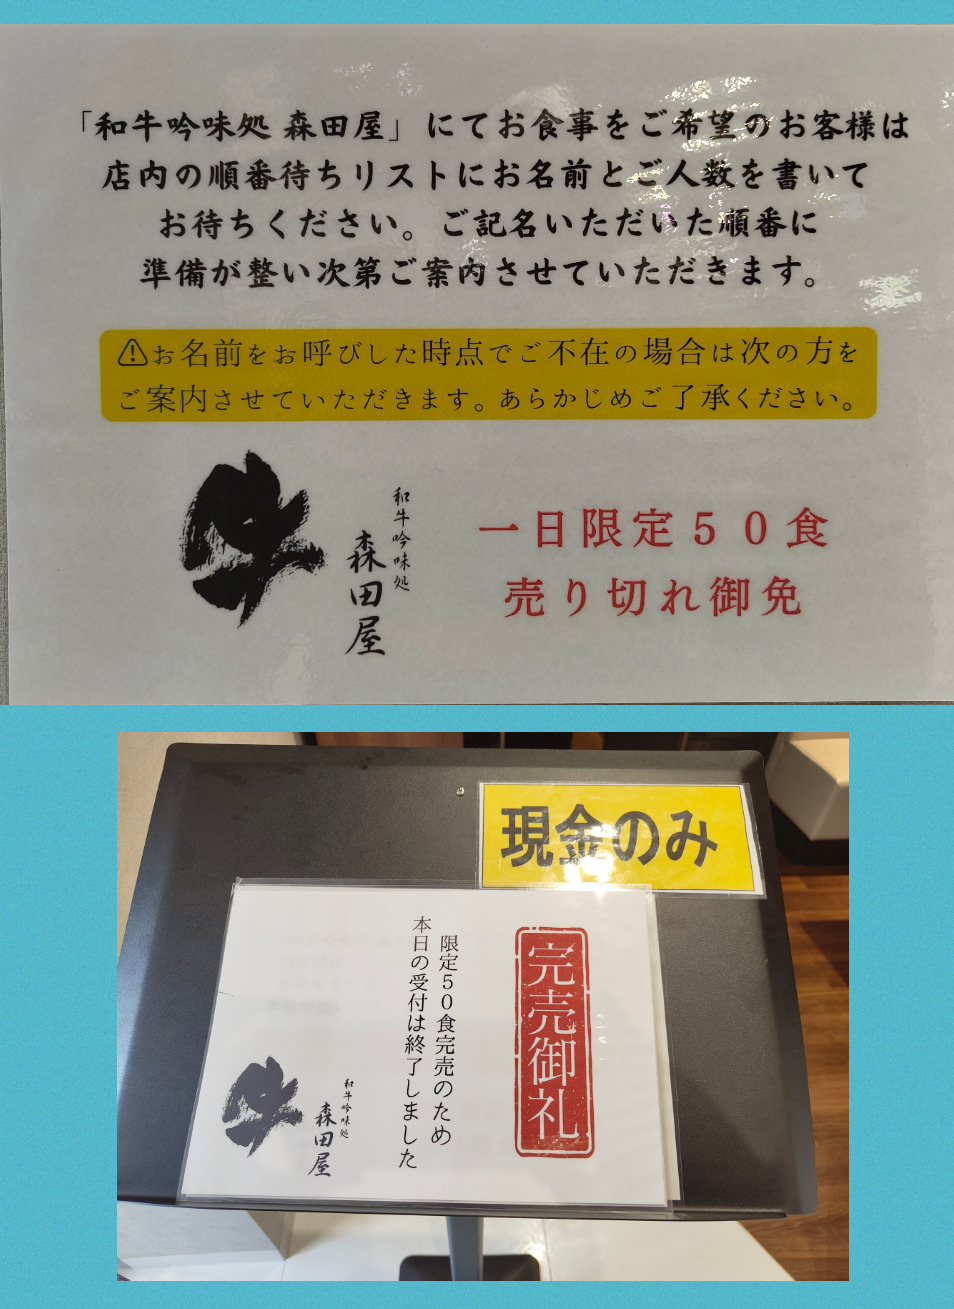 「和牛吟味処 森田屋」にてお食事をご希望のお客様は
店内の順番待ちリストにお名前とご人数を書いて
お待ちください。ご記名いただいた順番に
準備が整い次第ご案内させていただきます。
⚠お名前をお呼びした時点でご不在の場合は次の方を
ご案内させていただきます。あらかじめご了承ください。
牛
和牛吟味処
森田屋
一日限定５０食
売り切れ御免
現金のみ
完売御礼
限定５０食完売のため
本日の受付は終了しました
和牛吟味処
森田屋
牛